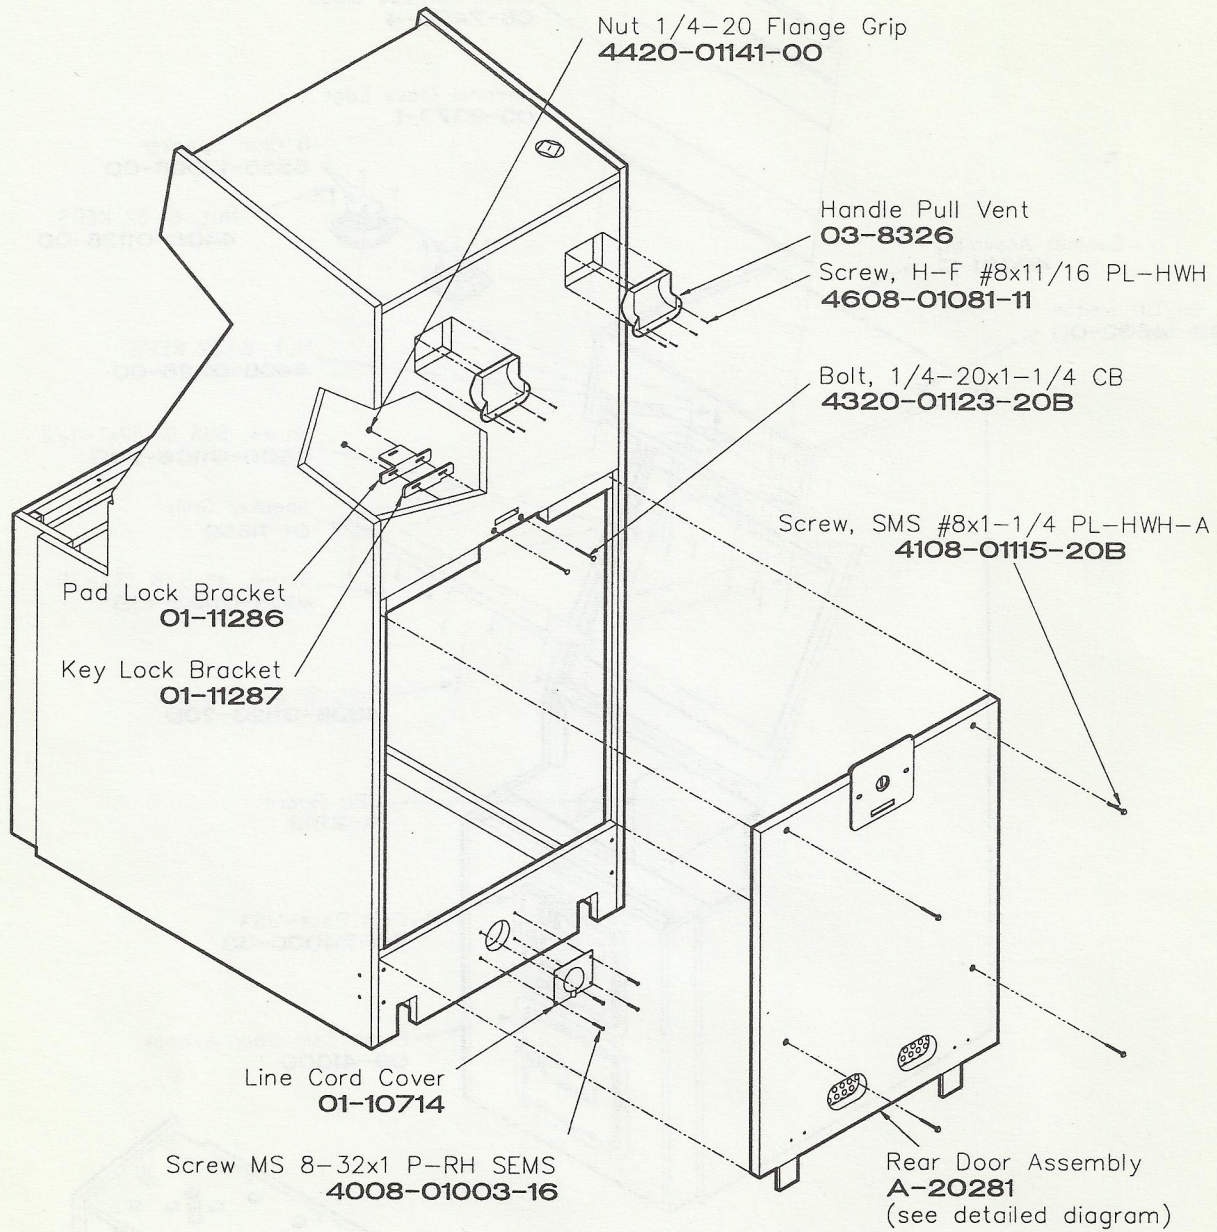 Nut 1/4-20 Flange Grip
4420-01141-00
Handle Pull Vent
03-8326
Screw, H-F #8x11/16 PL-HWH
4608-01081-11
Bolt, 1/4-20x1-1/4 CB
4320-01123-20B
Screw, SMS #8x1-1/4 PL-HWH-A
4108-01115-20B
Pad Lock Bracket
01-11286
Key Lock Bracket
01-11287
Line Cord Cover
01-10714
Screw MS 8-32x1 P-RH SEMS
4008-01003-16
Rear Door Assembly
A-20281
(see detailed diagram)